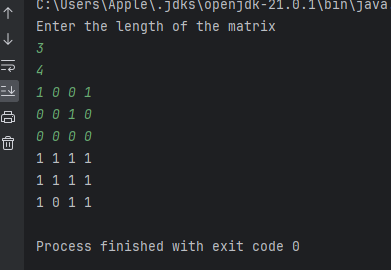 C:\Users\Apple\.jdks\openjdk-21.0.1\bin\java
Enter the length of the matrix
3
4
1 0 0 1
0 0 1 0
0 0 0 0
1 1 1 1
1 1 1 1
1 0 1 1
Process finished with exit code 0